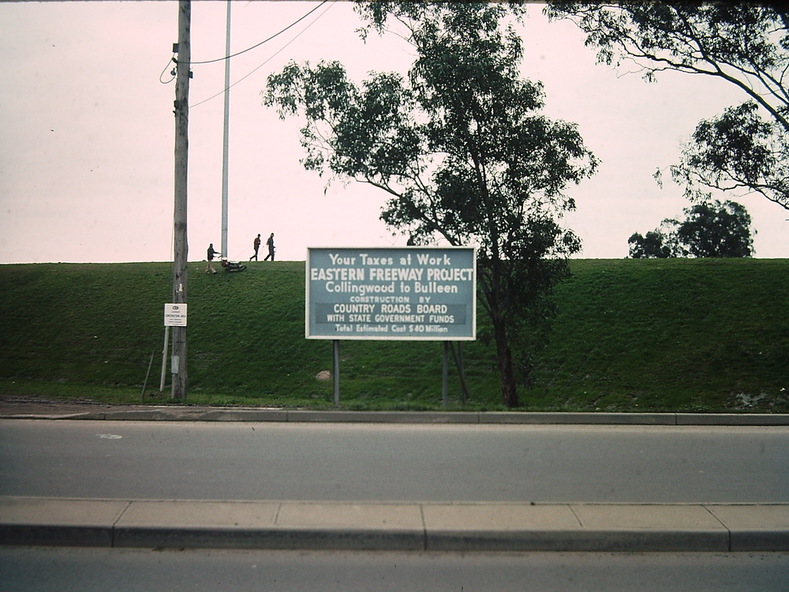 Your Taxes at Work
EASTERN FREEWAY PROJECT
Collingwood to Bulleen
CONSTRUCTION BY
COUNTRY ROADS BOARD
WITH STATE GOVERNMENT FUNDS
Total Estimated Cost $40 Million